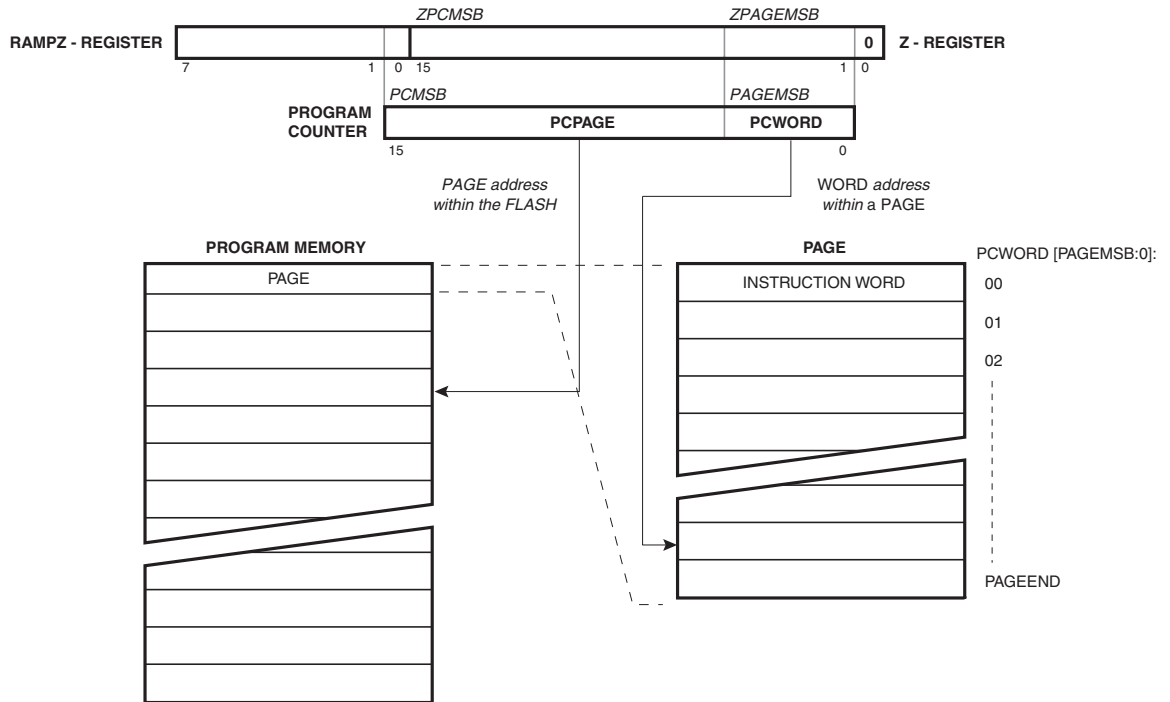 ZPCMSB ZPAGEMSB
RAMPZ - REGISTER 0 Z - REGISTER
7 1 0 15 1 0
PCMSB PAGEMSB
PROGRAM
COUNTER
PCPAGE PCWORD
15 0
PAGE address
within the FLASH
WORD address
within a PAGE
PROGRAM MEMORY
PAGE
PAGE
INSTRUCTION WORD
PCWORD [PAGEMSB:0]:
00
01
02
PAGEEND